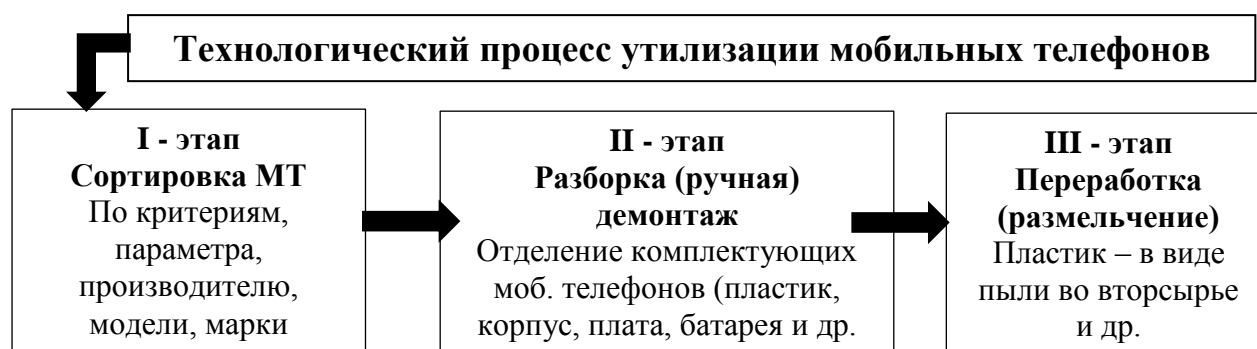 Технологический процесс утилизации мобильных телефонов
I - этап
Сортировка МТ
По критериям,
параметра,
производителю,
модели, марки
II - этап
Разборка (ручная)
демонтаж
Отделение комплектующих
моб. телефонов (пластик,
корпус, плата, батарея и др.
III - этап
Переработка
(размельчение)
Пластик – в виде
пыли во вторсырье
и др.